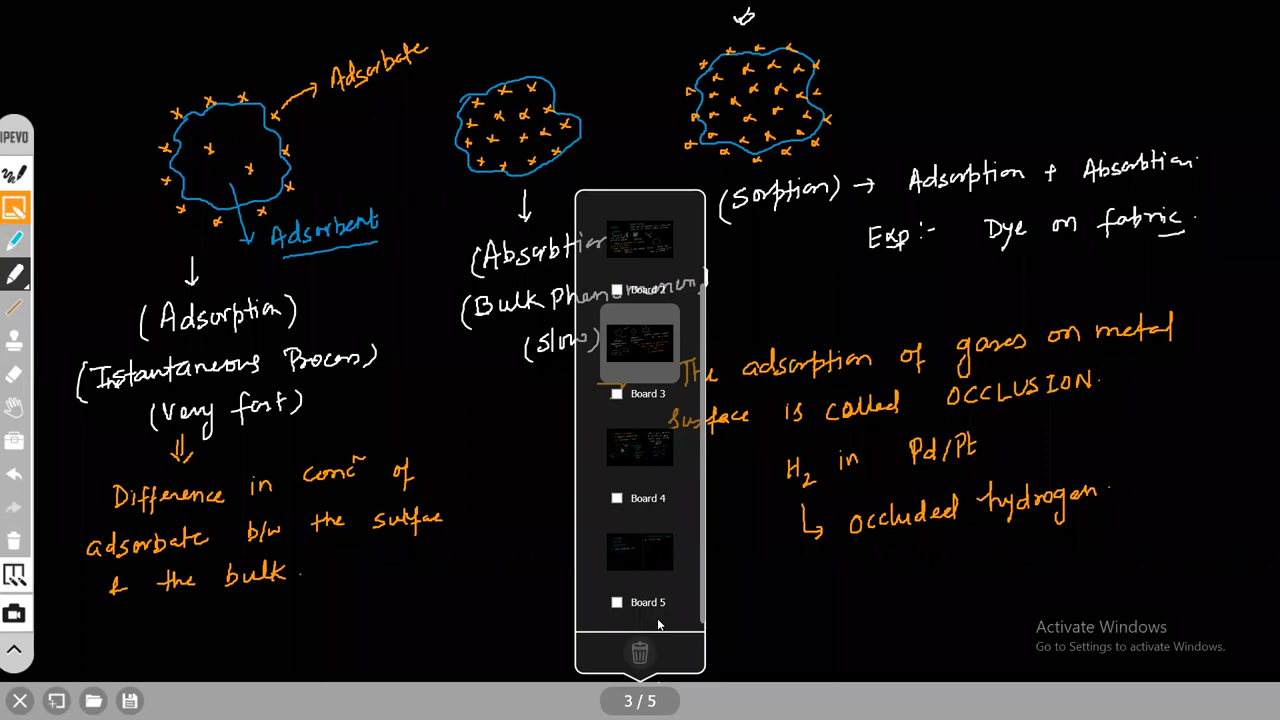 Adsorbate
Adsorbent
(Adsorption)
(Instantaneous Process)
(Very fast)
Difference in concⁿ of
adsorbate b/w the surface
& the bulk.
(Absorbtion
(Bulk Phenomenon)
(Slow)
(Sorption) → Adsorption + Absorbtion.
Exp :- Dye on fabric.
The adsorption of gases on metal
surface is called OCCLUSION.
H₂ in Pd/Pt
↳ occluded hydrogen.
IPEVO
Board 2
Board 3
Board 4
Board 5
3 / 5
Activate Windows
Go to Settings to activate Windows.